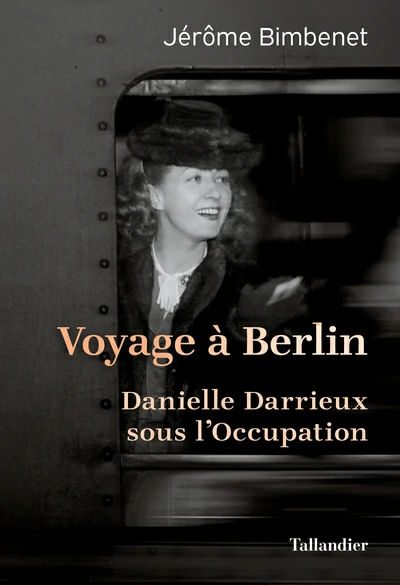 Jérôme Bimbenet
Voyage à Berlin
Danielle Darrieux
sous l'Occupation
Tallandier